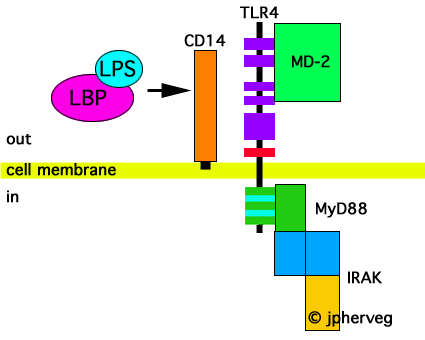 TLR4
CD14
LPS
MD-2
LBP
out
cell membrane
in
MyD88
IRAK
© jpherveg